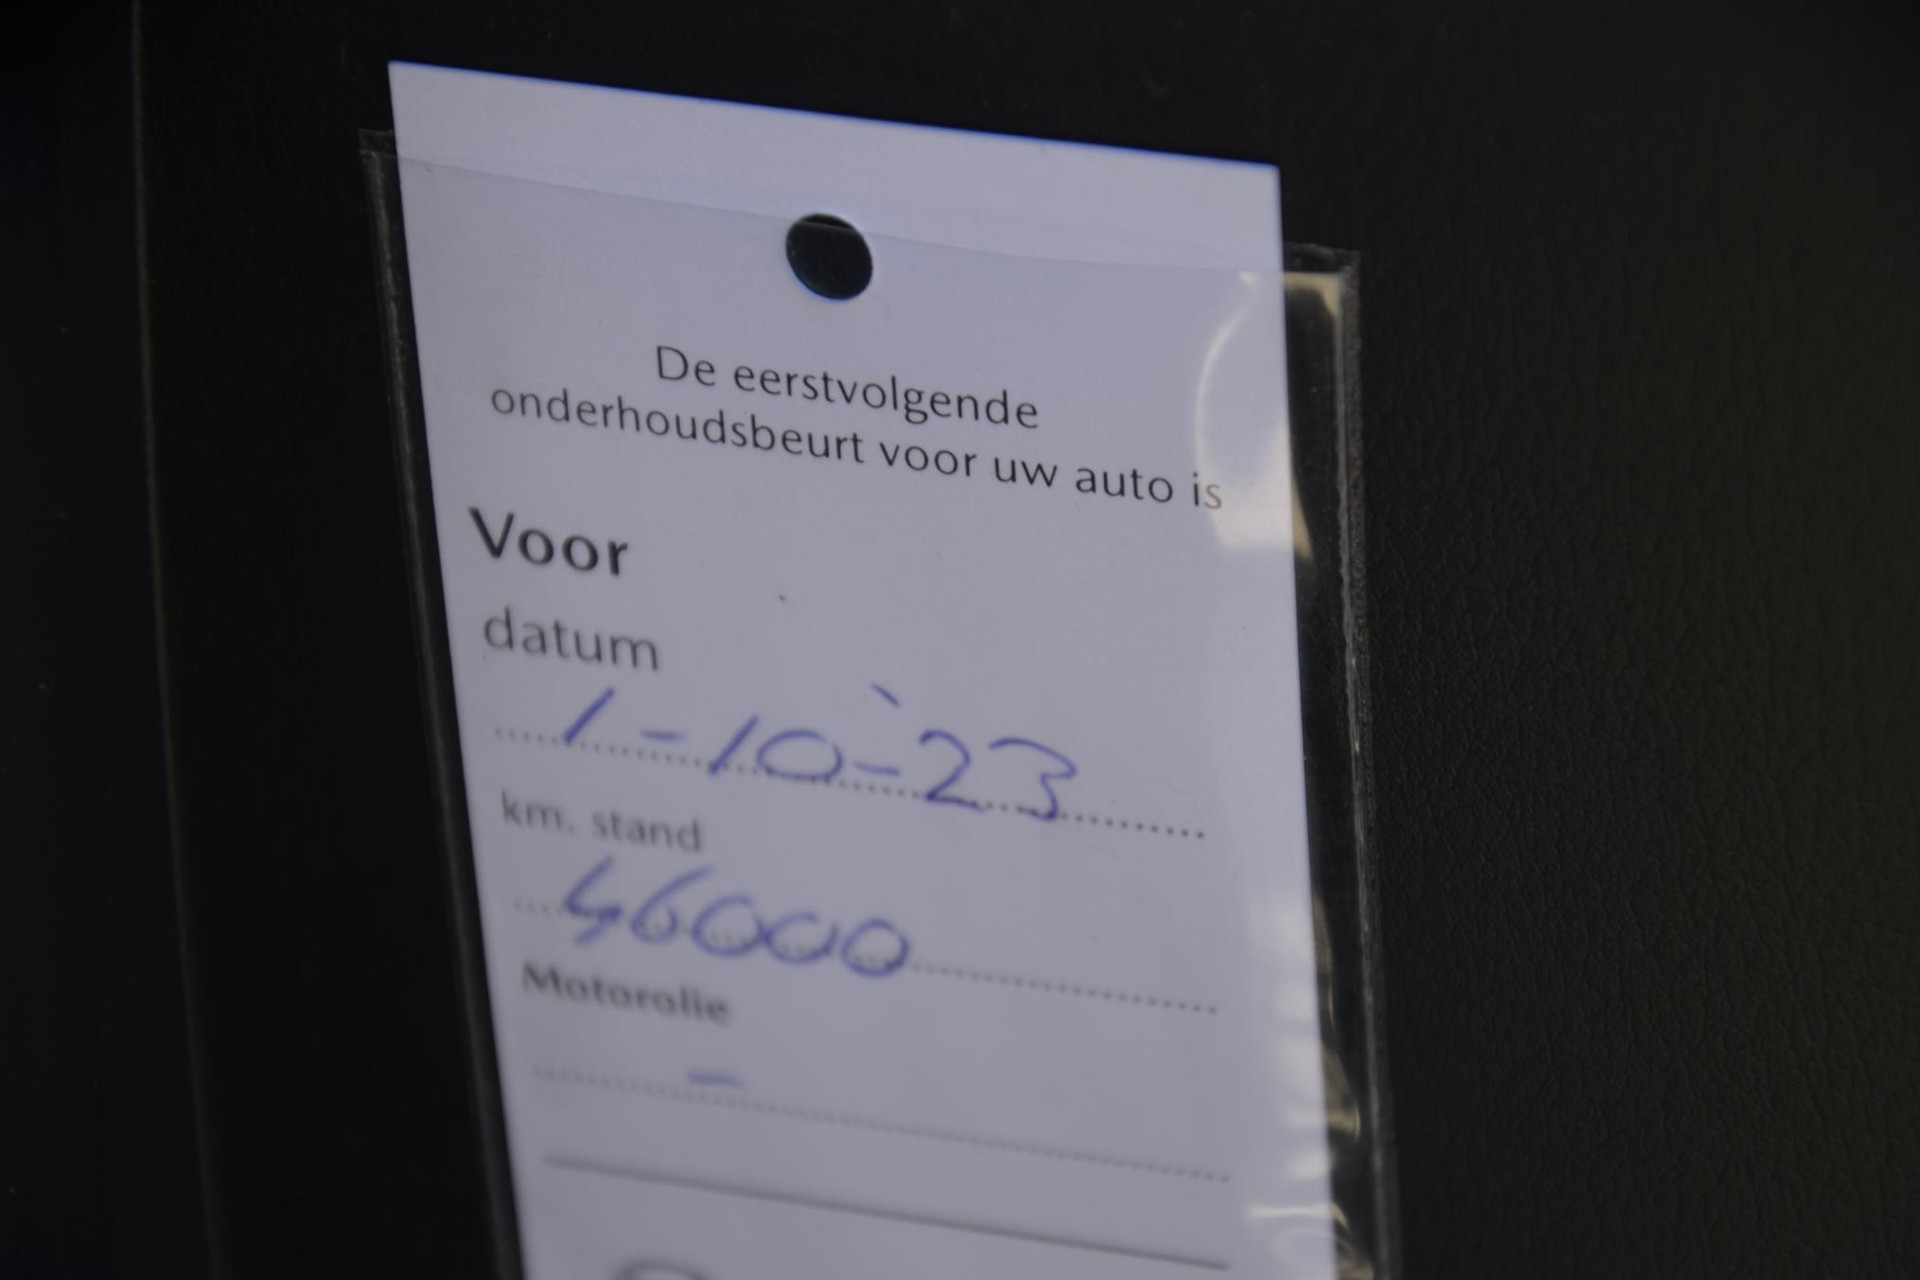 De eerstvolgende
onderhoudsbeurt voor uw auto is
Voor
datum
1-10-23
km. stand
46000
Motorolie
-